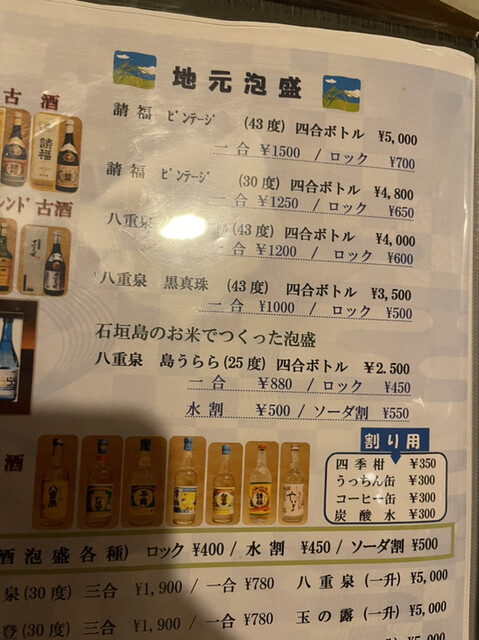 地元泡盛
古酒
請福 ﾋﾞﾝﾃｰｼﾞ (43度) 四合ボトル ¥5,000
一合 ¥1500 / ロック ¥700
請福 ﾋﾞﾝﾃｰｼﾞ (30度) 四合ボトル ¥4,800
一合 ¥1250 / ロック ¥650
レンド古酒
八重泉 (43度) 四合ボトル ¥4,000
一合 ¥1200 / ロック ¥600
八重泉 黒真珠 (43度) 四合ボトル ¥3,500
一合 ¥1000 / ロック ¥500
石垣島のお米でつくった泡盛
八重泉 島うらら(25度) 四合ボトル ¥2.500
一合 ¥880 / ロック ¥450
水割 ¥500 / ソーダ割 ¥550
割り用
四季柑 ¥350
うっちん缶 ¥300
コーヒー缶 ¥300
炭酸水 ¥300
酒
酒泡盛各種) ロック ¥400 / 水割 ¥450 / ソーダ割 ¥500
泉(30度) 三合 ¥1,900 / 一合 ¥780 八重泉 (一升) ¥5,000
登(30度) 三合 ¥1,900 / 一合 ¥780 玉の露 (一升) ¥5,000